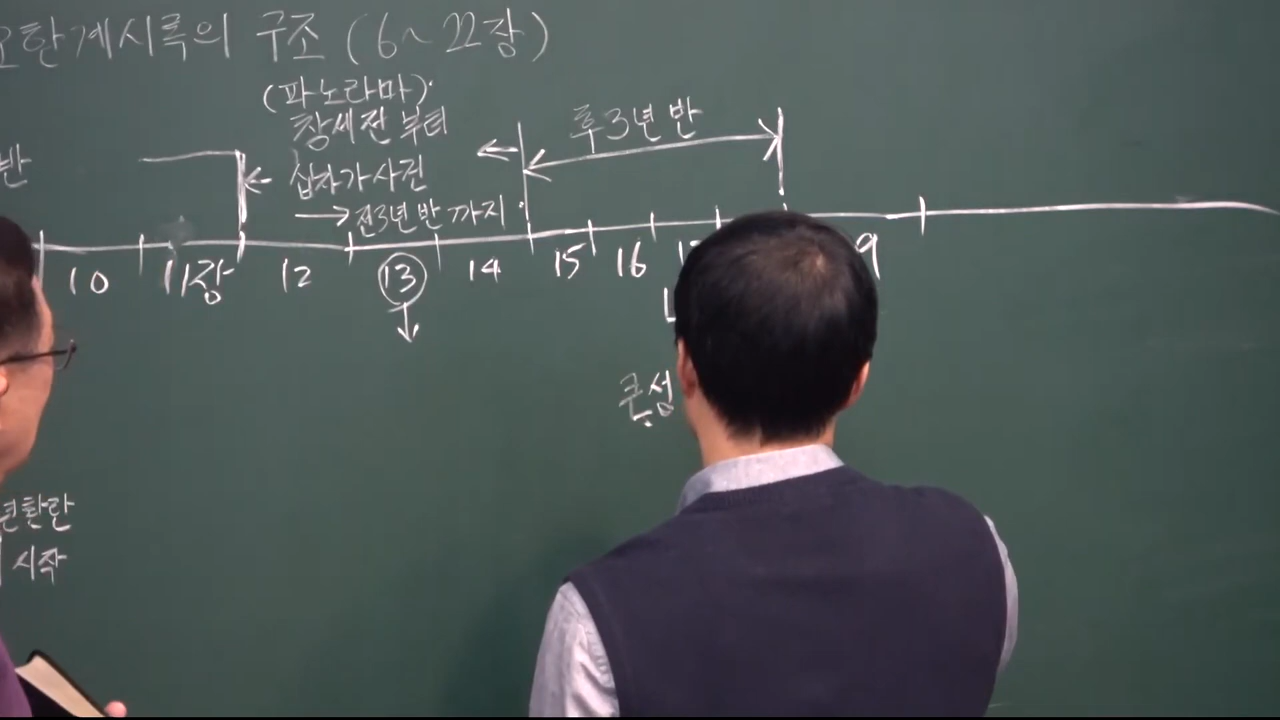 요한계시록의 구조 (6~22장)
(파노라마)
창세전 부터
십자가사건
→전3년반 까지
후3년 반
반
10 11장 12 13 14 15 16 9
큰성
년환란
시작